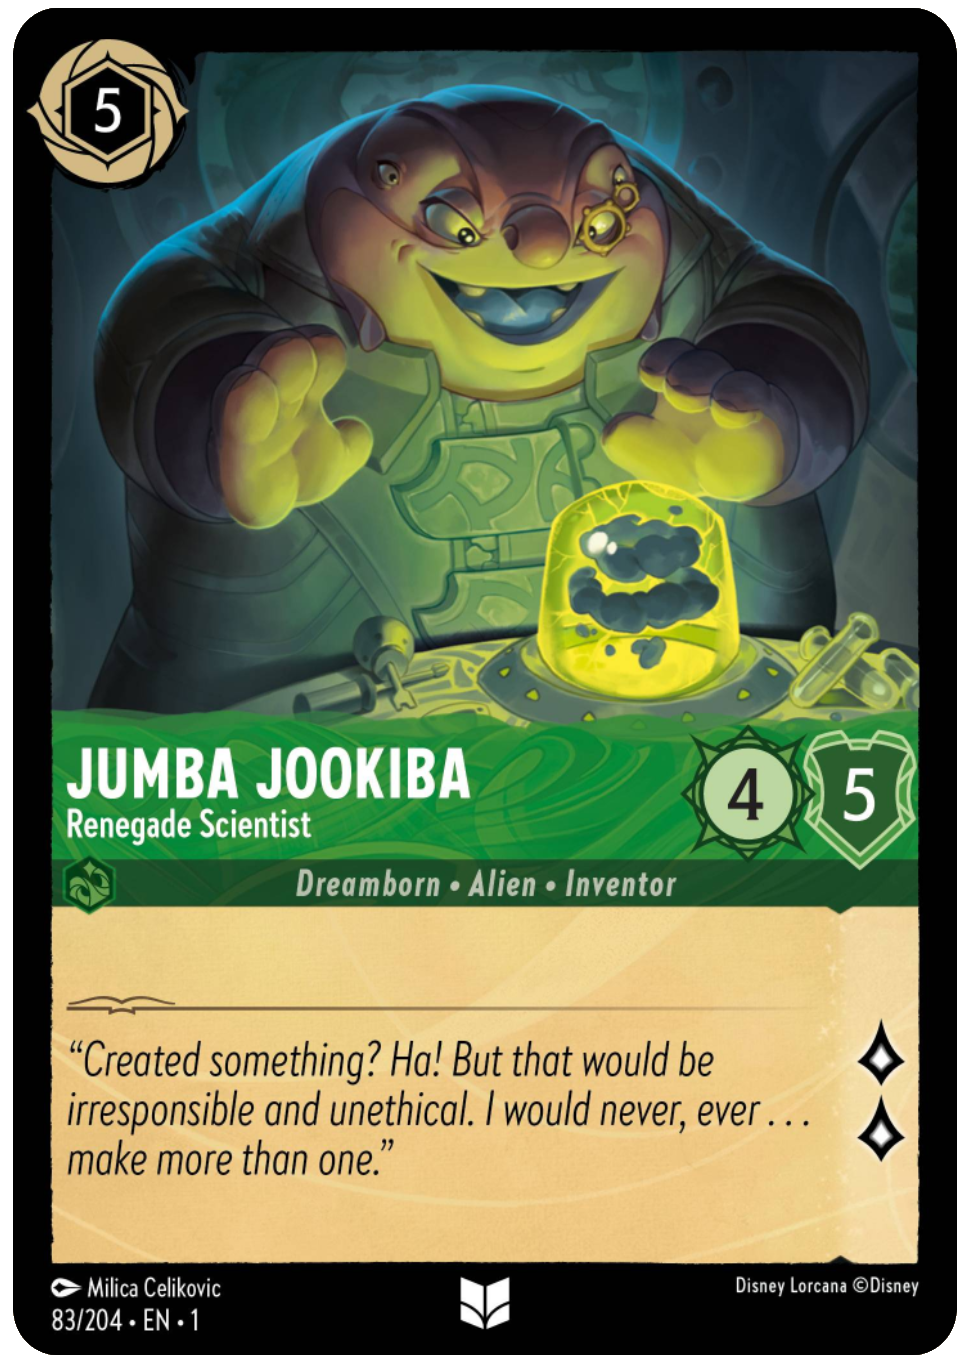 5
JUMBA JOOKIBA
Renegade Scientist
4
5
Dreamborn • Alien • Inventor
“Created something? Ha! But that would be
irresponsible and unethical. I would never, ever . . .
make more than one.”
Milica Celikovic
Disney Lorcana ©Disney
83/204 • EN • 1